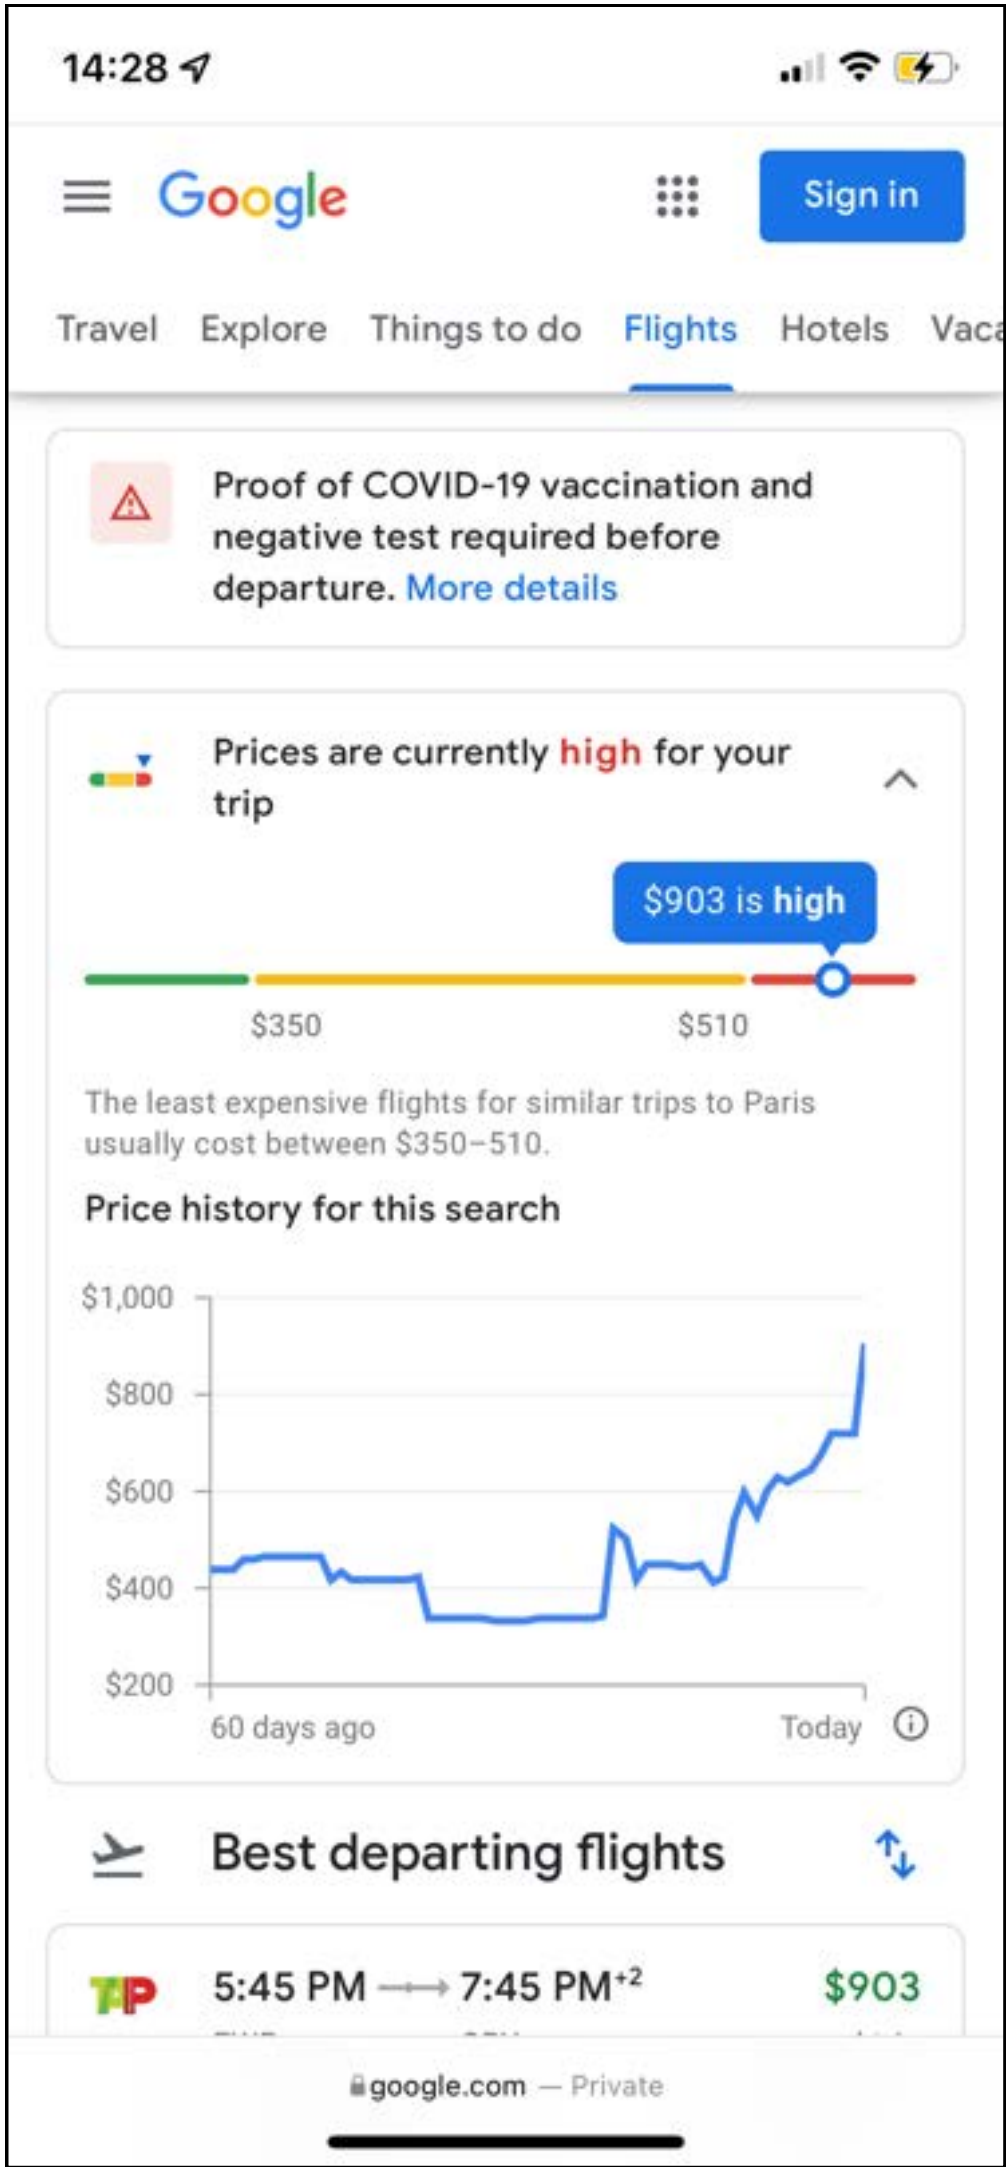 14:28
Google
Sign in
Travel Explore Things to do Flights Hotels Vaca
Proof of COVID-19 vaccination and
negative test required before
departure. More details
Prices are currently high for your
trip
$903 is high
$350 $510
The least expensive flights for similar trips to Paris
usually cost between $350–510.
Price history for this search
$1,000
$800
$600
$400
$200
60 days ago Today
Best departing flights
TAP 5:45 PM 7:45 PM+2 $903
google.com — Private